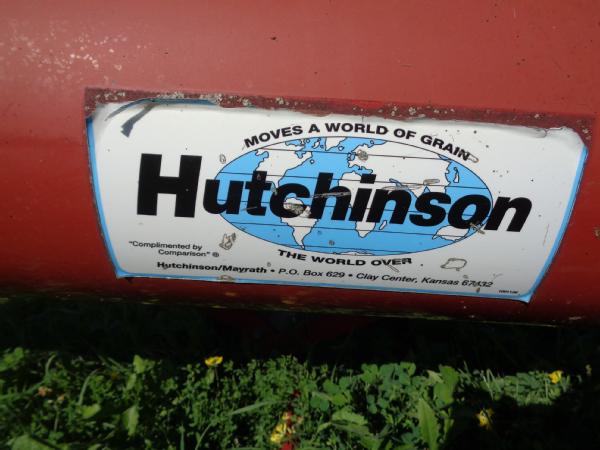 MOVES A WORLD OF GRAIN
Hutchinson
"Complimented by
Comparison" ®
THE WORLD OVER
Hutchinson/Mayrath • P.O. Box 629 • Clay Center, Kansas 67432